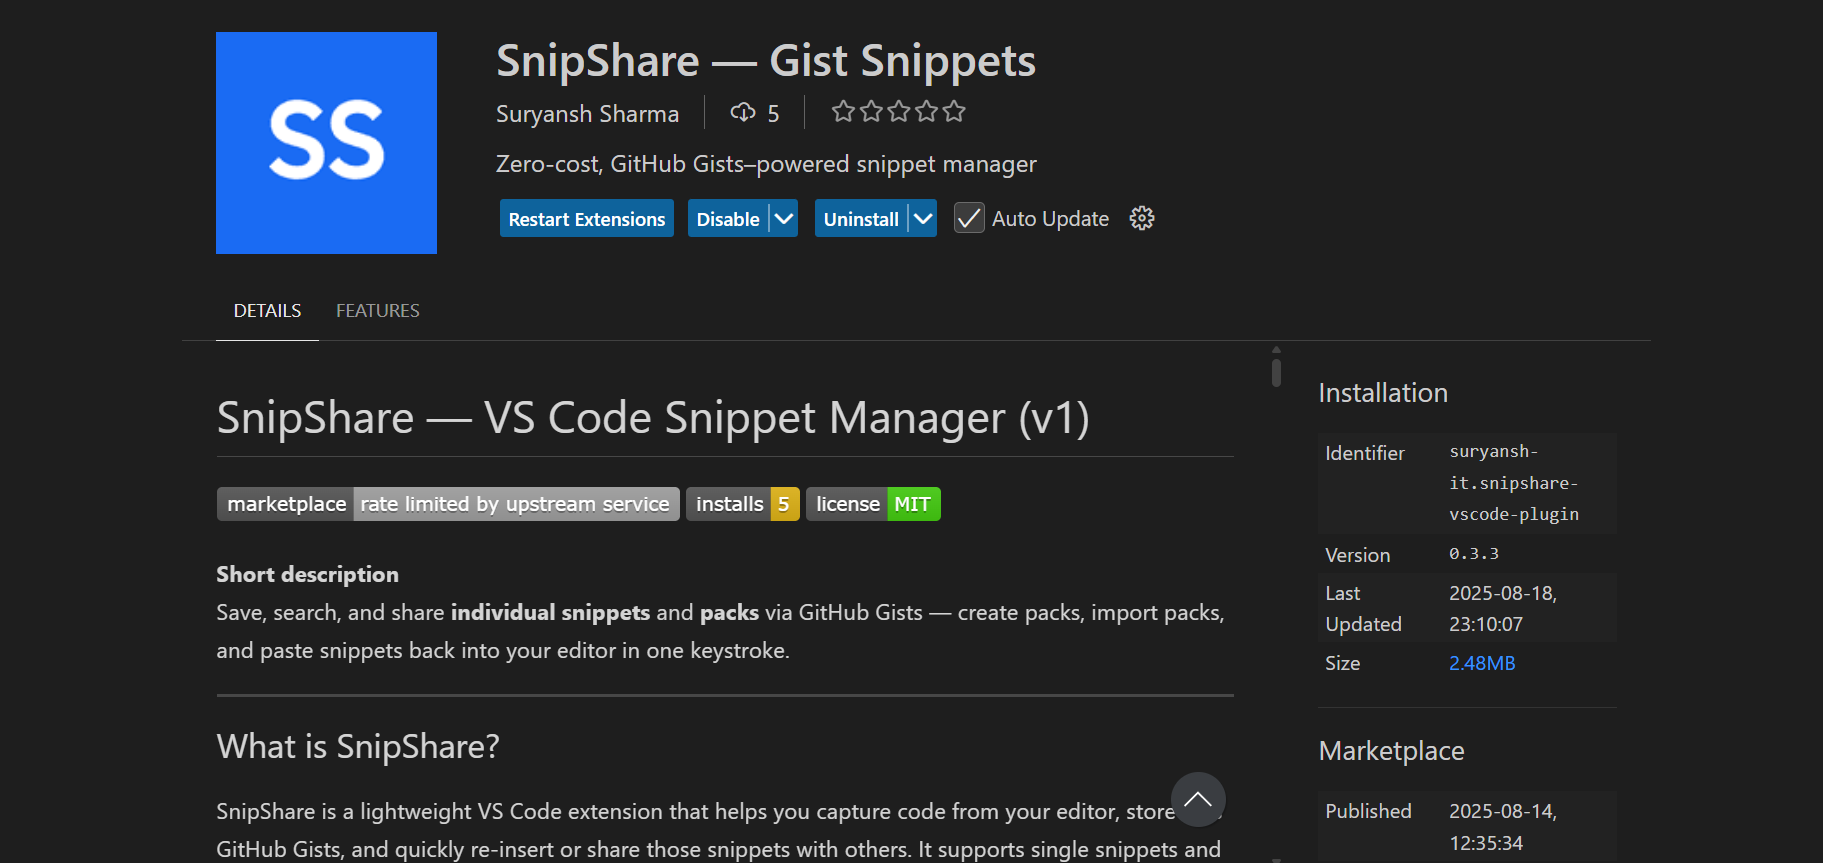 SS
SnipShare — Gist Snippets
Suryansh Sharma
5
Zero-cost, GitHub Gists–powered snippet manager
Restart Extensions
Disable
Uninstall
Auto Update
DETAILS
FEATURES
SnipShare — VS Code Snippet Manager (v1)
marketplace rate limited by upstream service
installs 5
license MIT
Short description
Save, search, and share individual snippets and packs via GitHub Gists — create packs, import packs,
and paste snippets back into your editor in one keystroke.
What is SnipShare?
SnipShare is a lightweight VS Code extension that helps you capture code from your editor, store
GitHub Gists, and quickly re-insert or share those snippets with others. It supports single snippets and
Installation
Identifier
suryansh-
it.snipshare-
vscode-plugin
Version
0.3.3
Last
Updated
2025-08-18,
23:10:07
Size
2.48MB
Marketplace
Published
2025-08-14,
12:35:34